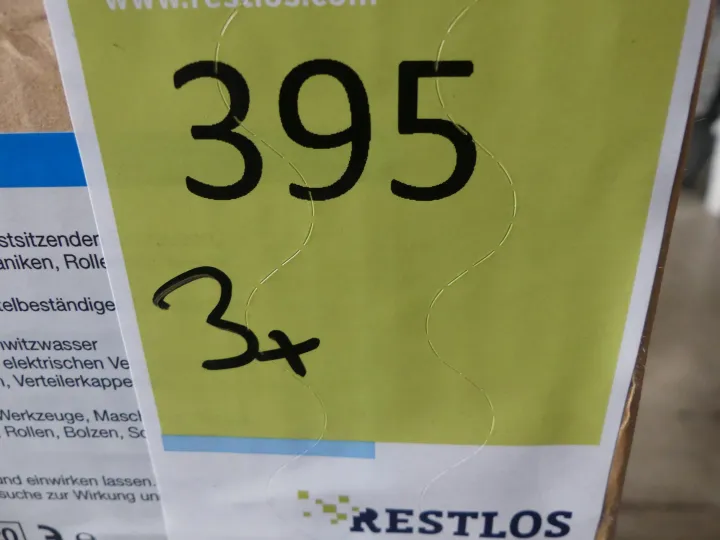 www.restlos.com
395
3x
RESTLOS
stsitzender
aniken, Rolle
elbeständige
witzwasser
elektrischen Ve
n, Verteilerkappe
Werkzeuge, Masch
Rollen, Bolzen, Sc
und einwirken lassen.
suche zur Wirkung un